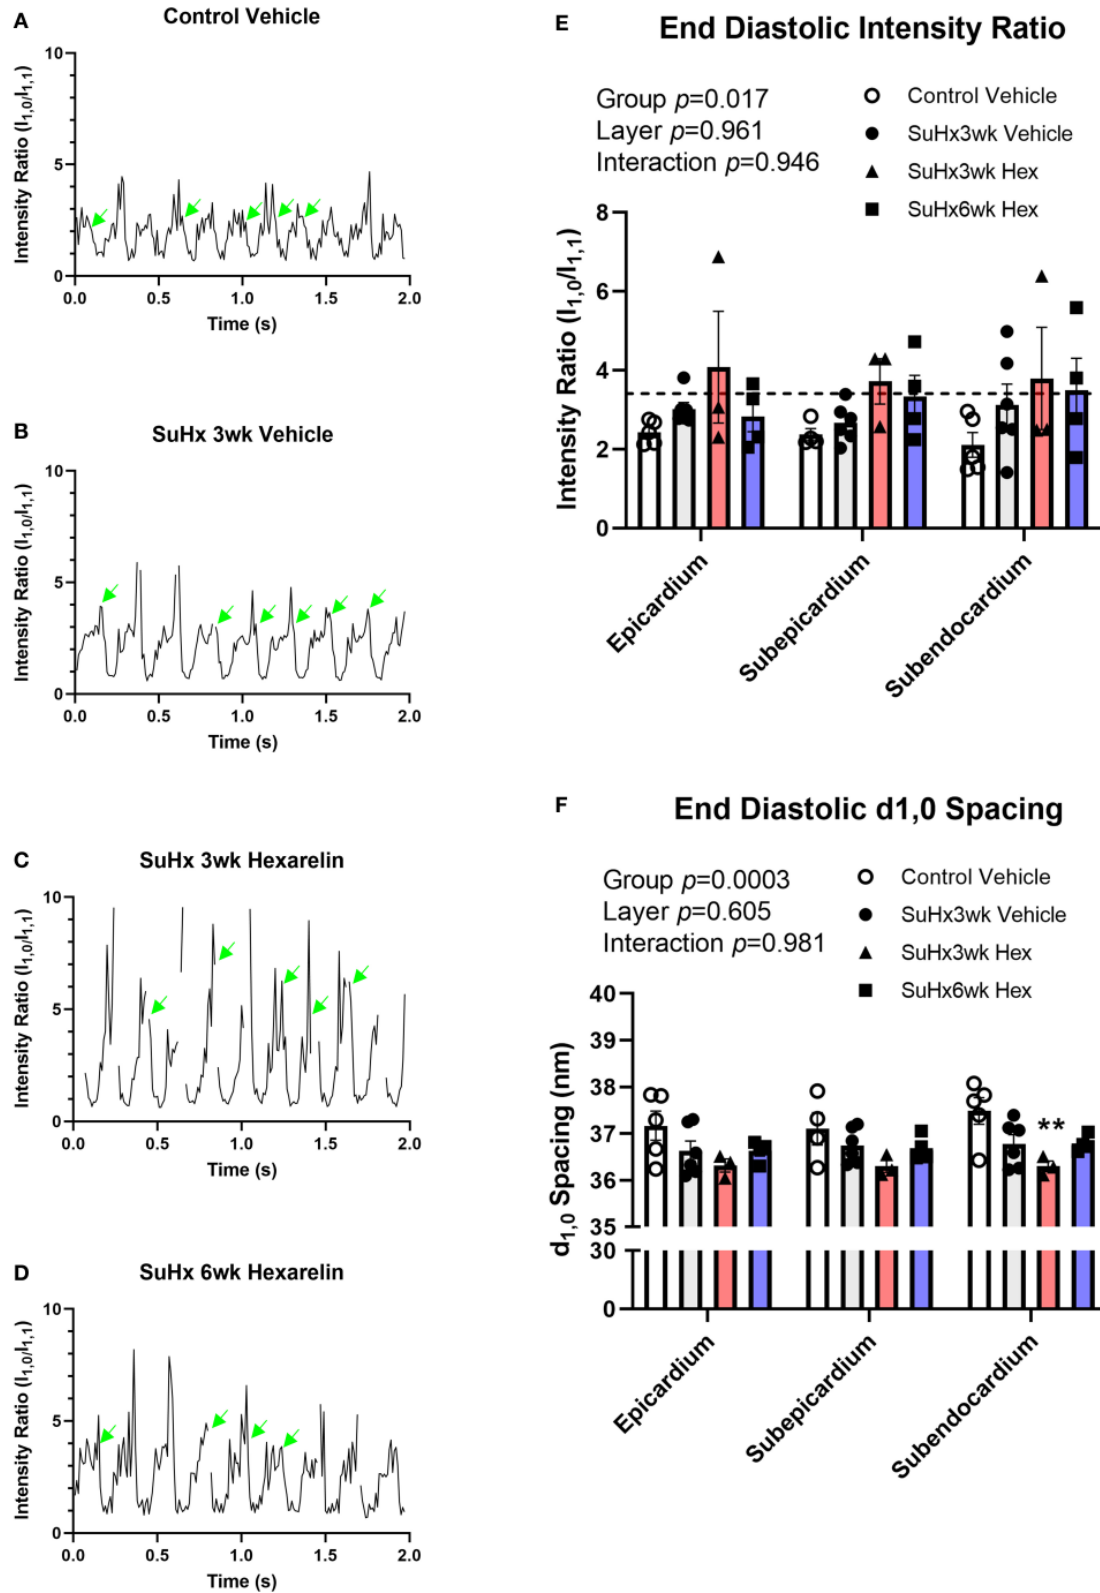 A
Control Vehicle
Intensity Ratio (I1,0/I1,1)
10
5
0
0.0 0.5 1.0 1.5 2.0
Time (s)
B
SuHx 3wk Vehicle
Intensity Ratio (I1,0/I1,1)
10
5
0
0.0 0.5 1.0 1.5 2.0
Time (s)
C
SuHx 3wk Hexarelin
Intensity Ratio (I1,0/I1,1)
10
5
0
0.0 0.5 1.0 1.5 2.0
Time (s)
D
SuHx 6wk Hexarelin
Intensity Ratio (I1,0/I1,1)
10
5
0
0.0 0.5 1.0 1.5 2.0
Time (s)
E
End Diastolic Intensity Ratio
Group p=0.017
Layer p=0.961
Interaction p=0.946
Control Vehicle
SuHx3wk Vehicle
SuHx3wk Hex
SuHx6wk Hex
Intensity Ratio (I1,0/I1,1)
8
6
4
2
0
Epicardium
Subepicardium
Subendocardium
F
End Diastolic d1,0 Spacing
Group p=0.0003
Layer p=0.605
Interaction p=0.981
Control Vehicle
SuHx3wk Vehicle
SuHx3wk Hex
SuHx6wk Hex
d1,0 Spacing (nm)
40
39
38
37
36
35
30
0
**
Epicardium
Subepicardium
Subendocardium